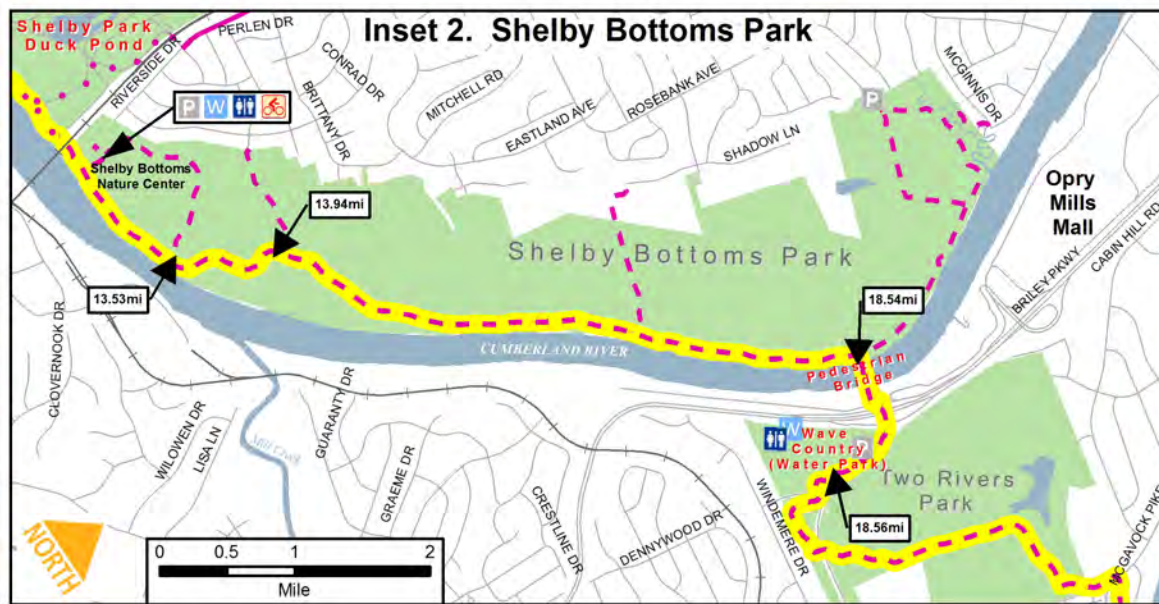 Inset 2. Shelby Bottoms Park
Shelby Park
Duck Pond
PERLEN DR
RIVERSIDE DR
CONRAD DR
BRITTANY DR
MITCHELL RD
EASTLAND AVE
ROSEBANK AVE
SHADOW LN
MCGINNIS DR
P
P W
Shelby Bottoms
Nature Center
13.94mi
13.53mi
Shelby Bottoms Park
18.54mi
Opry
Mills
Mall
CABIN HILL RD
BRILEY PKWY
CUMBERLAND RIVER
Pedestrian
Bridge
CLOVERNOOK DR
WILOWEN DR
LISA LN
Mill Creek
GUARANTY DR
GRAEME DR
CRESTLINE DR
DENNYWOOD DR
WINDEMERE DR
W
Wave
Country
(Water Park)
P
Two Rivers
Park
18.56mi
MCGAVOCK PIKE
NORTH
0 0.5 1 2
Mile